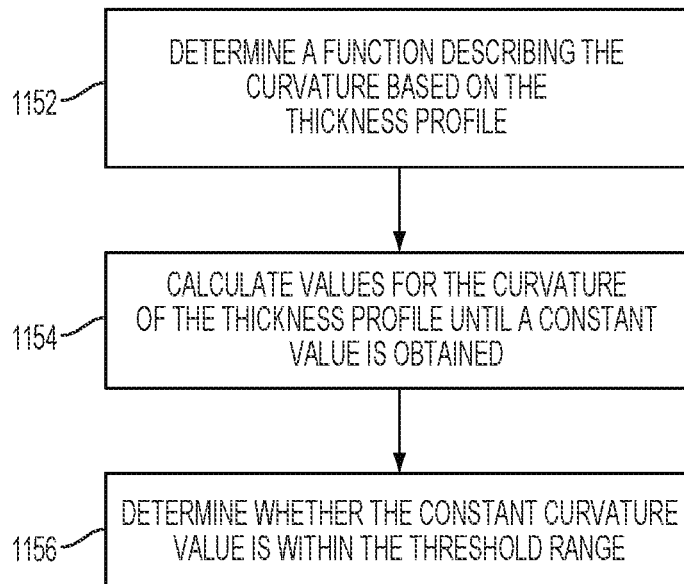 DETERMINE A FUNCTION DESCRIBING THE
CURVATURE BASED ON THE
THICKNESS PROFILE
1152
CALCULATE VALUES FOR THE CURVATURE
OF THE THICKNESS PROFILE UNTIL A CONSTANT
VALUE IS OBTAINED
1154
DETERMINE WHETHER THE CONSTANT CURVATURE
VALUE IS WITHIN THE THRESHOLD RANGE
1156